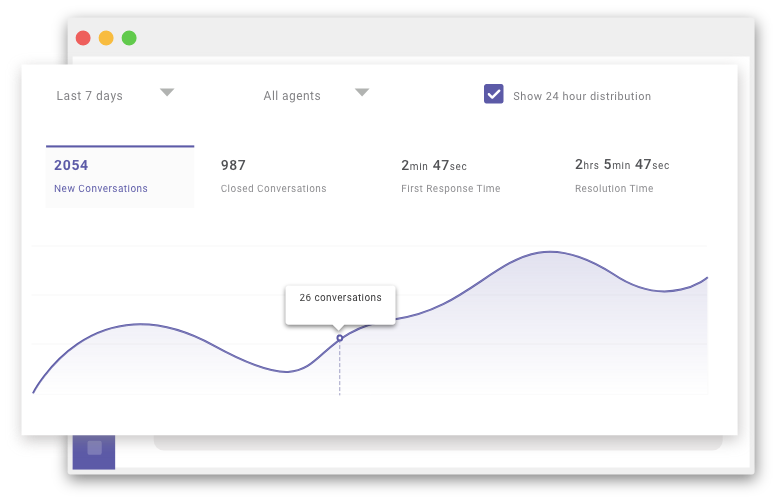 Last 7 days All agents Show 24 hour distribution
2054 987 2min 47sec 2hrs 5min 47sec
New Conversations Closed Conversations First Response Time Resolution Time
26 conversations